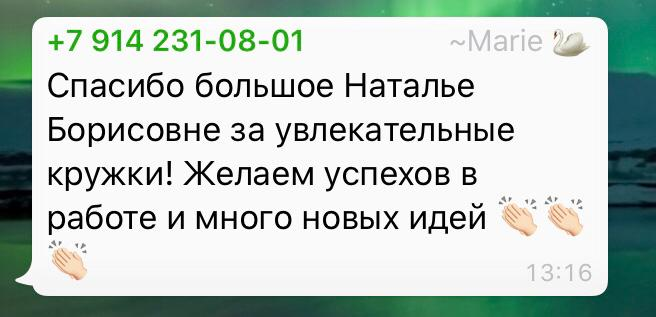 +7 914 231-08-01 ~Marie 🦢
Спасибо большое Наталье
Борисовне за увлекательные
кружки! Желаем успехов в
работе и много новых идей 👏🏻👏🏻
👏🏻
13:16